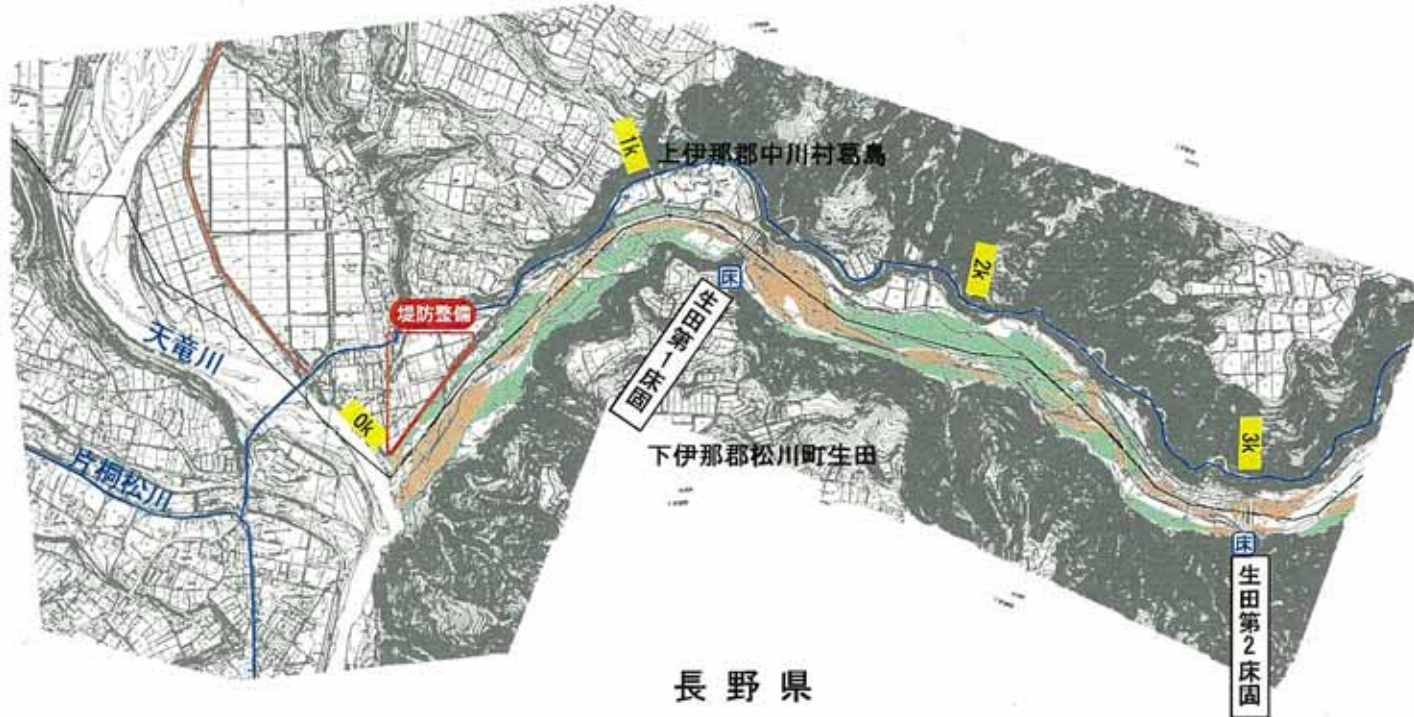 1k
上伊那郡中川村葛島
2k
床
生田第1床固
堤防整備
天竜川
0k
片桐松川
下伊那郡松川町生田
3k
床
生田第2床固
長野県